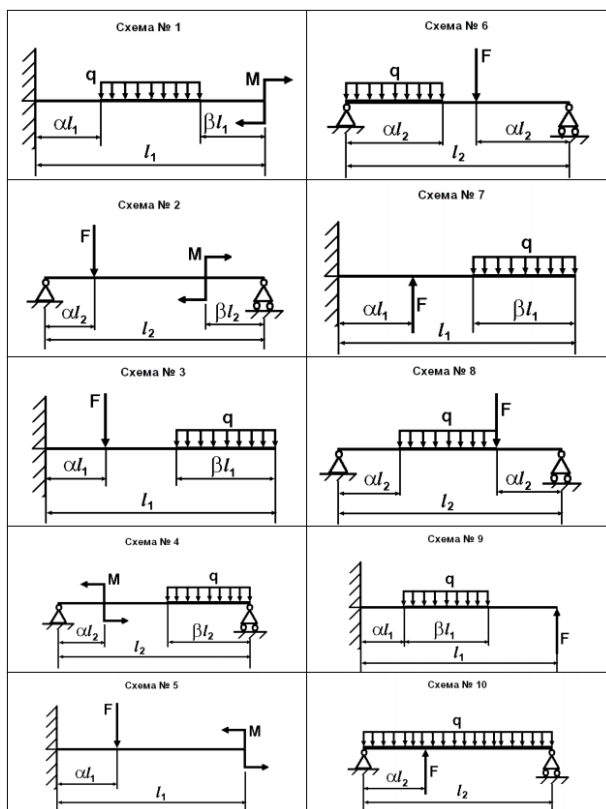 Схема № 1
q
M
αl₁
βl₁
l₁
Схема № 6
F
q
αl₂
αl₂
l₂
Схема № 2
F
M
αl₂
βl₂
l₂
Схема № 7
q
αl₁
F
βl₁
l₁
Схема № 3
F
q
αl₁
βl₁
l₁
Схема № 8
F
q
αl₂
αl₂
l₂
Схема № 4
M
q
αl₂
βl₂
l₂
Схема № 9
q
αl₁
βl₁
l₁
F
Схема № 5
F
M
αl₁
l₁
Схема № 10
q
αl₂
F
l₂